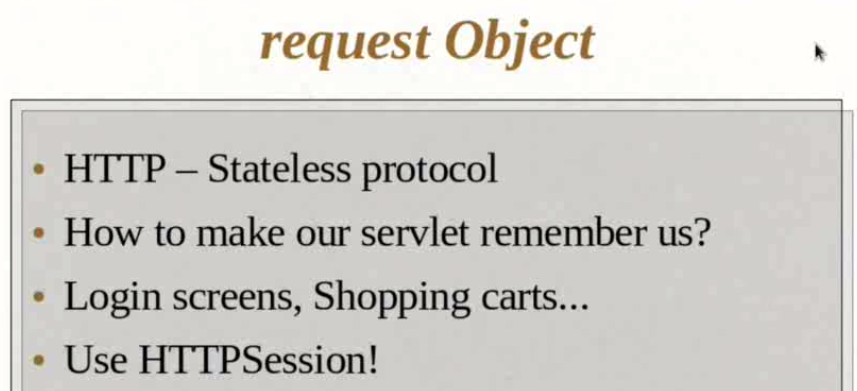 request Object
• HTTP – Stateless protocol
• How to make our servlet remember us?
• Login screens, Shopping carts...
• Use HTTPSession!